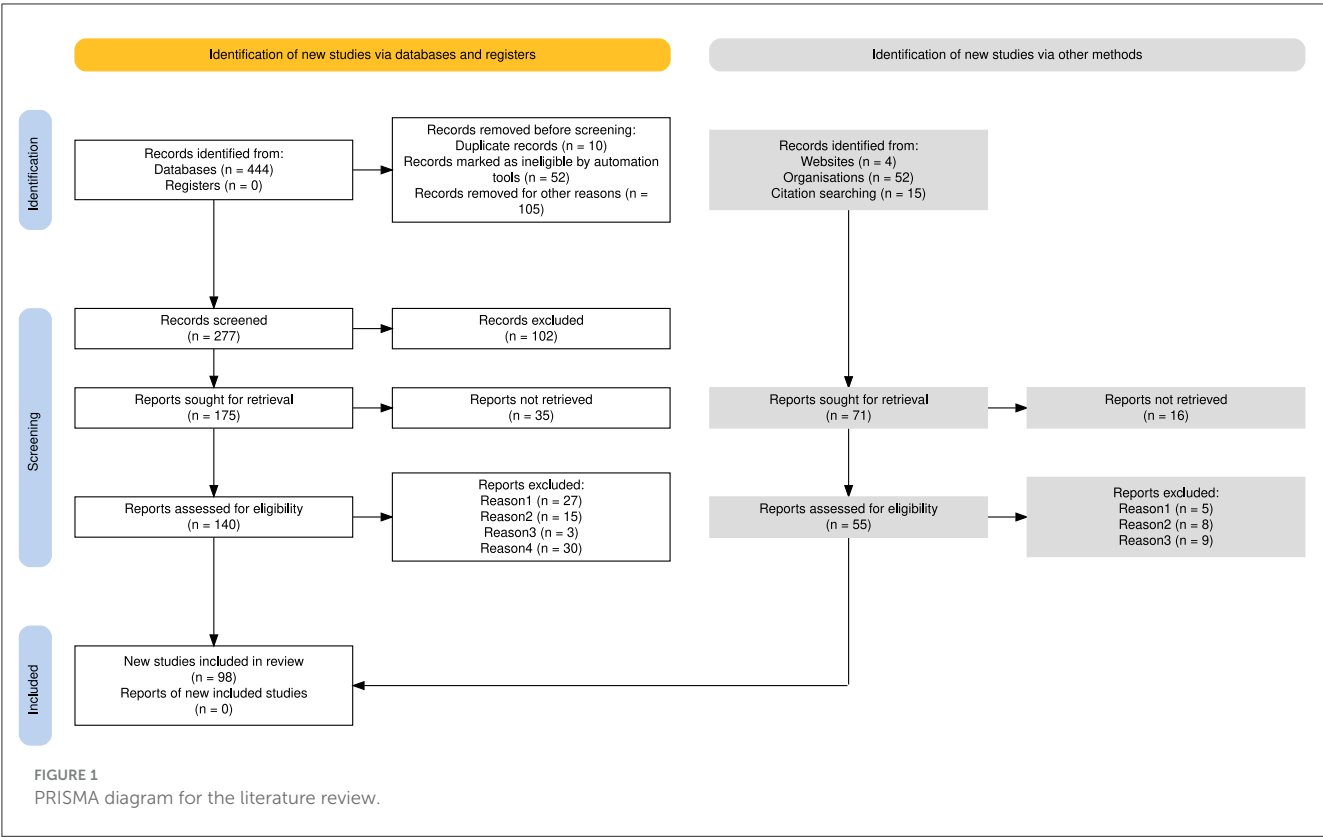 Identification of new studies via databases and registers
Identification of new studies via other methods
Identification
Records identified from:
Databases (n = 444)
Registers (n = 0)
Records removed before screening:
Duplicate records (n = 10)
Records marked as ineligible by automation
tools (n = 52)
Records removed for other reasons (n =
105)
Records identified from:
Websites (n = 4)
Organisations (n = 52)
Citation searching (n = 15)
Screening
Records screened
(n = 277)
Records excluded
(n = 102)
Reports sought for retrieval
(n = 175)
Reports not retrieved
(n = 35)
Reports sought for retrieval
(n = 71)
Reports not retrieved
(n = 16)
Reports assessed for eligibility
(n = 140)
Reports excluded:
Reason1 (n = 27)
Reason2 (n = 15)
Reason3 (n = 3)
Reason4 (n = 30)
Reports assessed for eligibility
(n = 55)
Reports excluded:
Reason1 (n = 5)
Reason2 (n = 8)
Reason3 (n = 9)
Included
New studies included in review
(n = 98)
Reports of new included studies
(n = 0)
FIGURE 1
PRISMA diagram for the literature review.